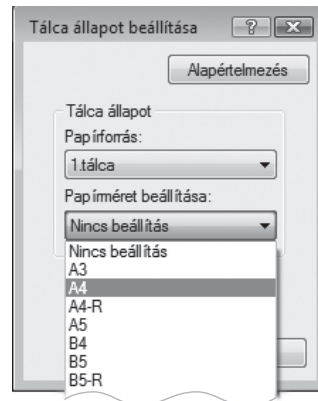 Tálca állapot beállítása
Alapértelmezés
Tálca állapot
Papírforrás:
1.tálca
Papírméret beállítása:
Nincs beállítás
Nincs beállítás
A3
A4
A4-R
A5
B4
B5
B5-R